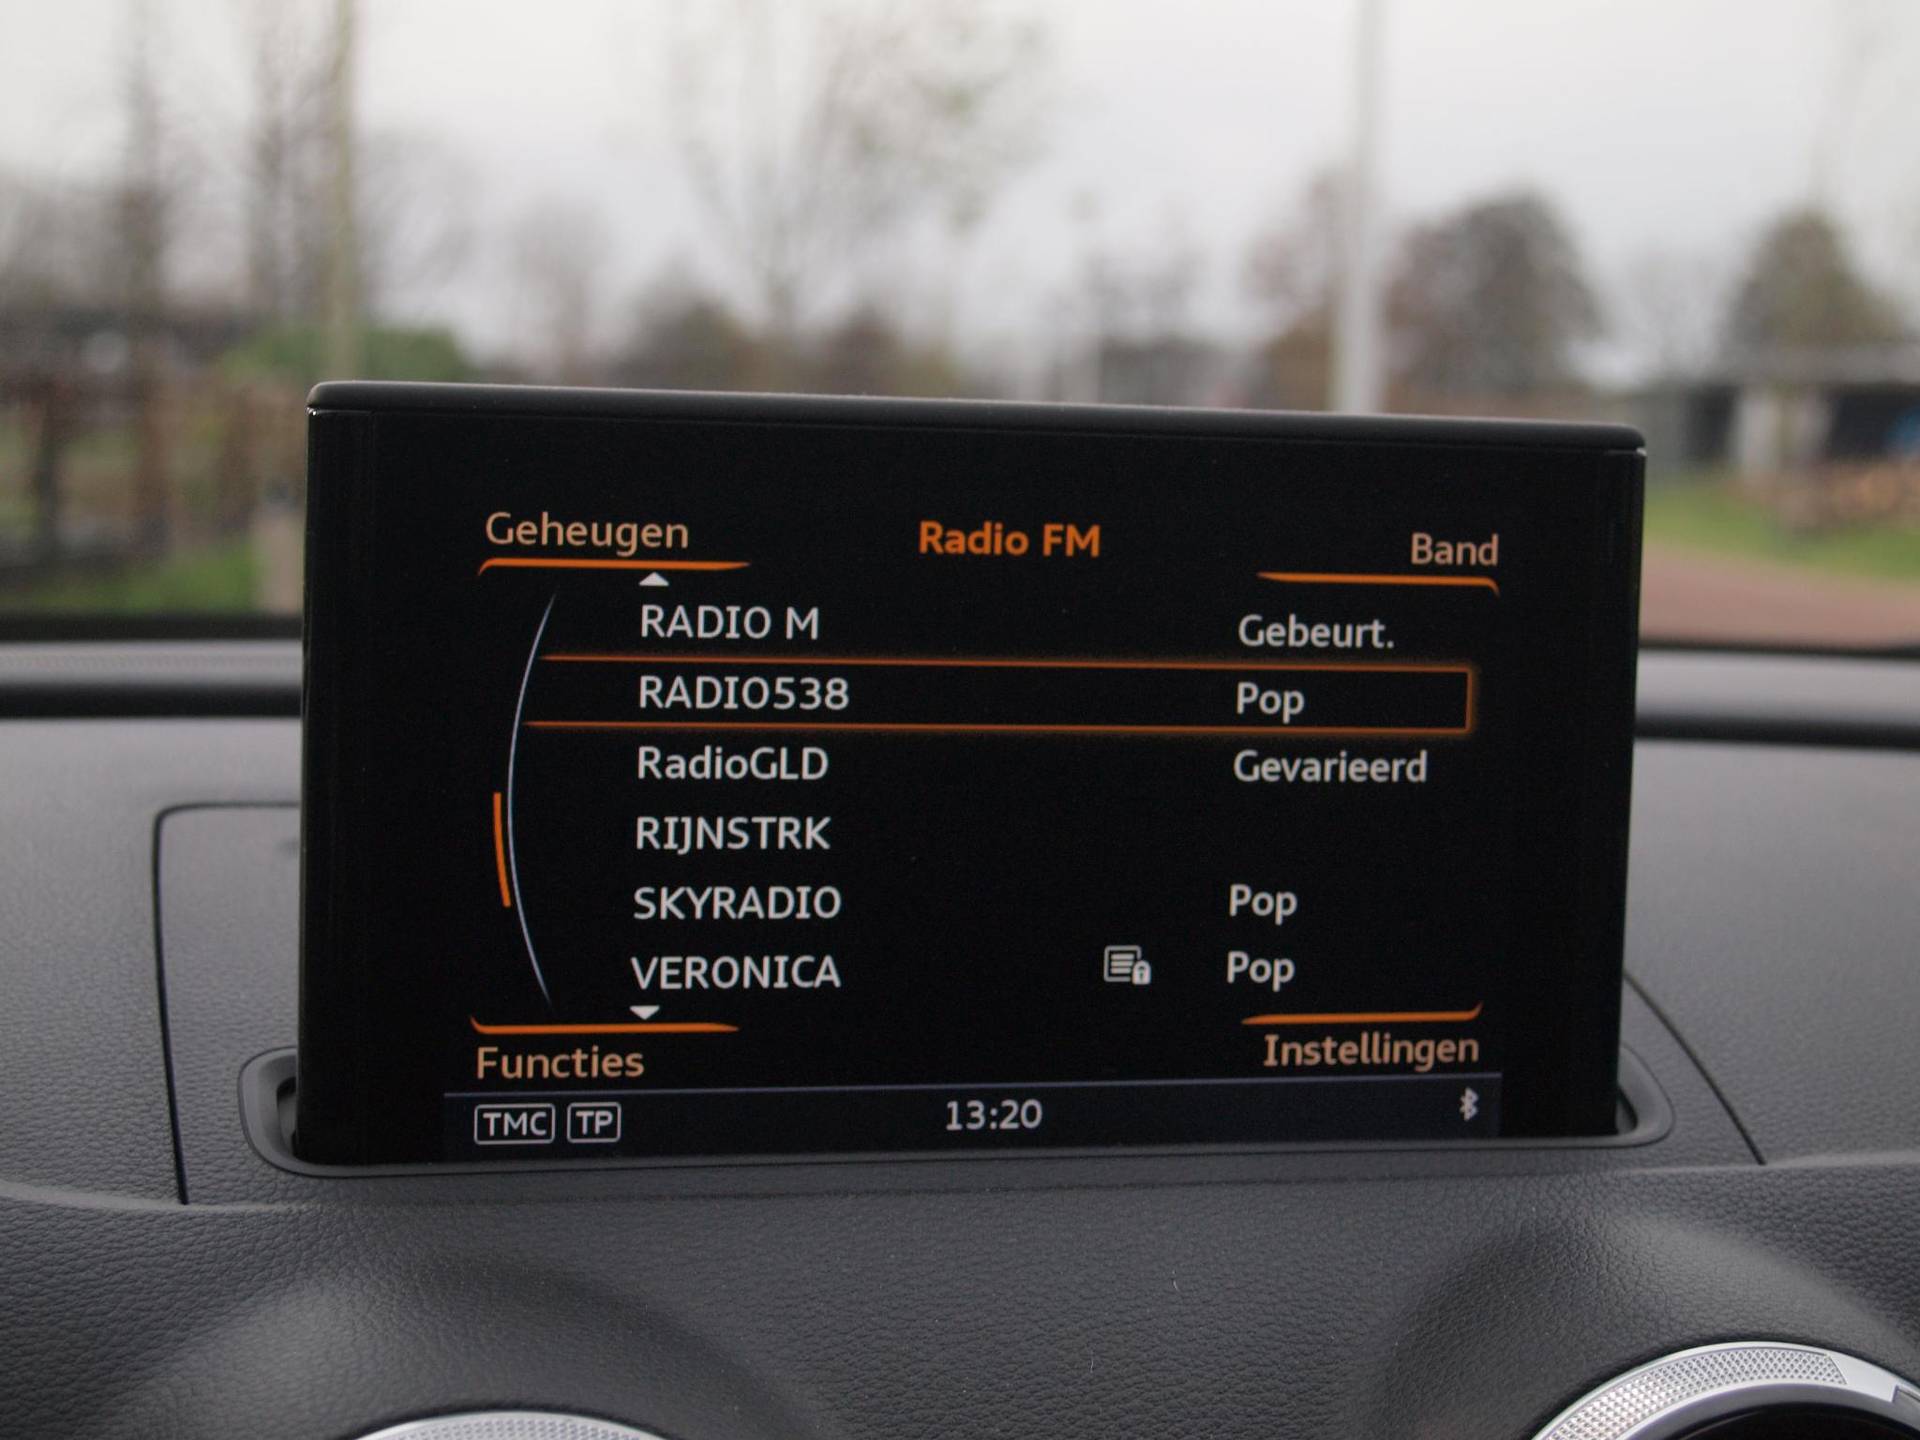 Geheugen Radio FM Band
RADIO M Gebeurt.
RADIO538 Pop
RadioGLD Gevarieerd
RIJNSTRK
SKYRADIO Pop
VERONICA Pop
Functies Instellingen
TMC TP 13:20